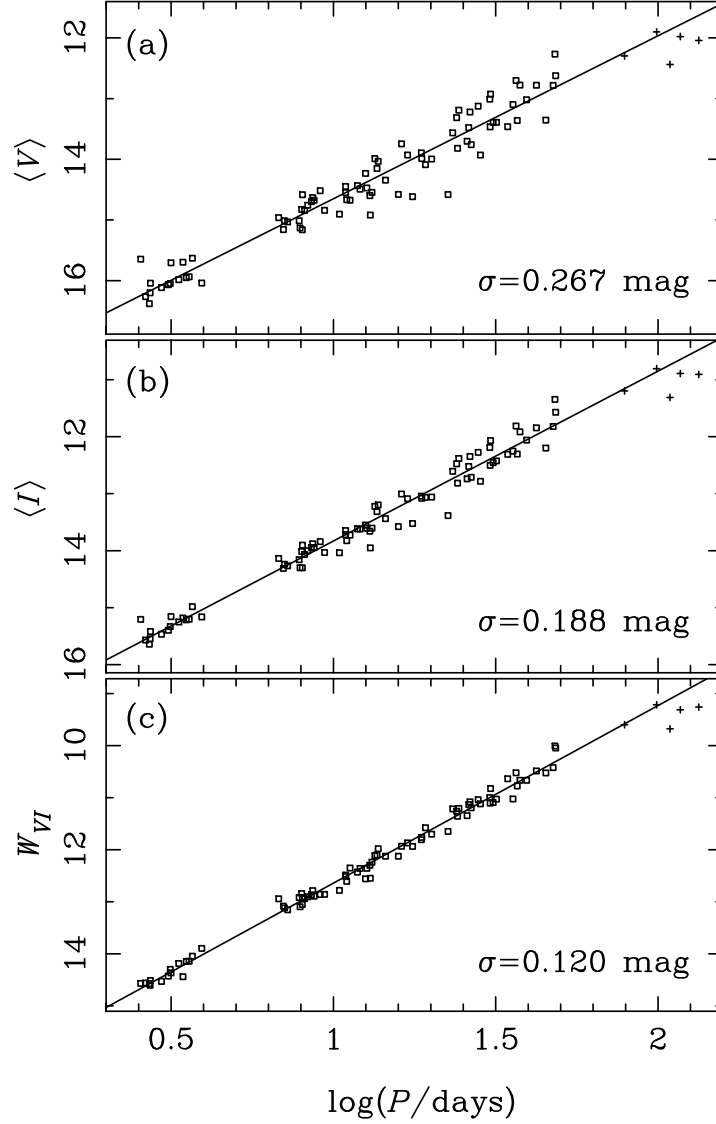 (a)
12
14
16
⟨V⟩
σ=0.267 mag
(b)
12
14
16
⟨I⟩
σ=0.188 mag
(c)
10
12
14
W_VI
σ=0.120 mag
0.5 1 1.5 2
log(P/days)